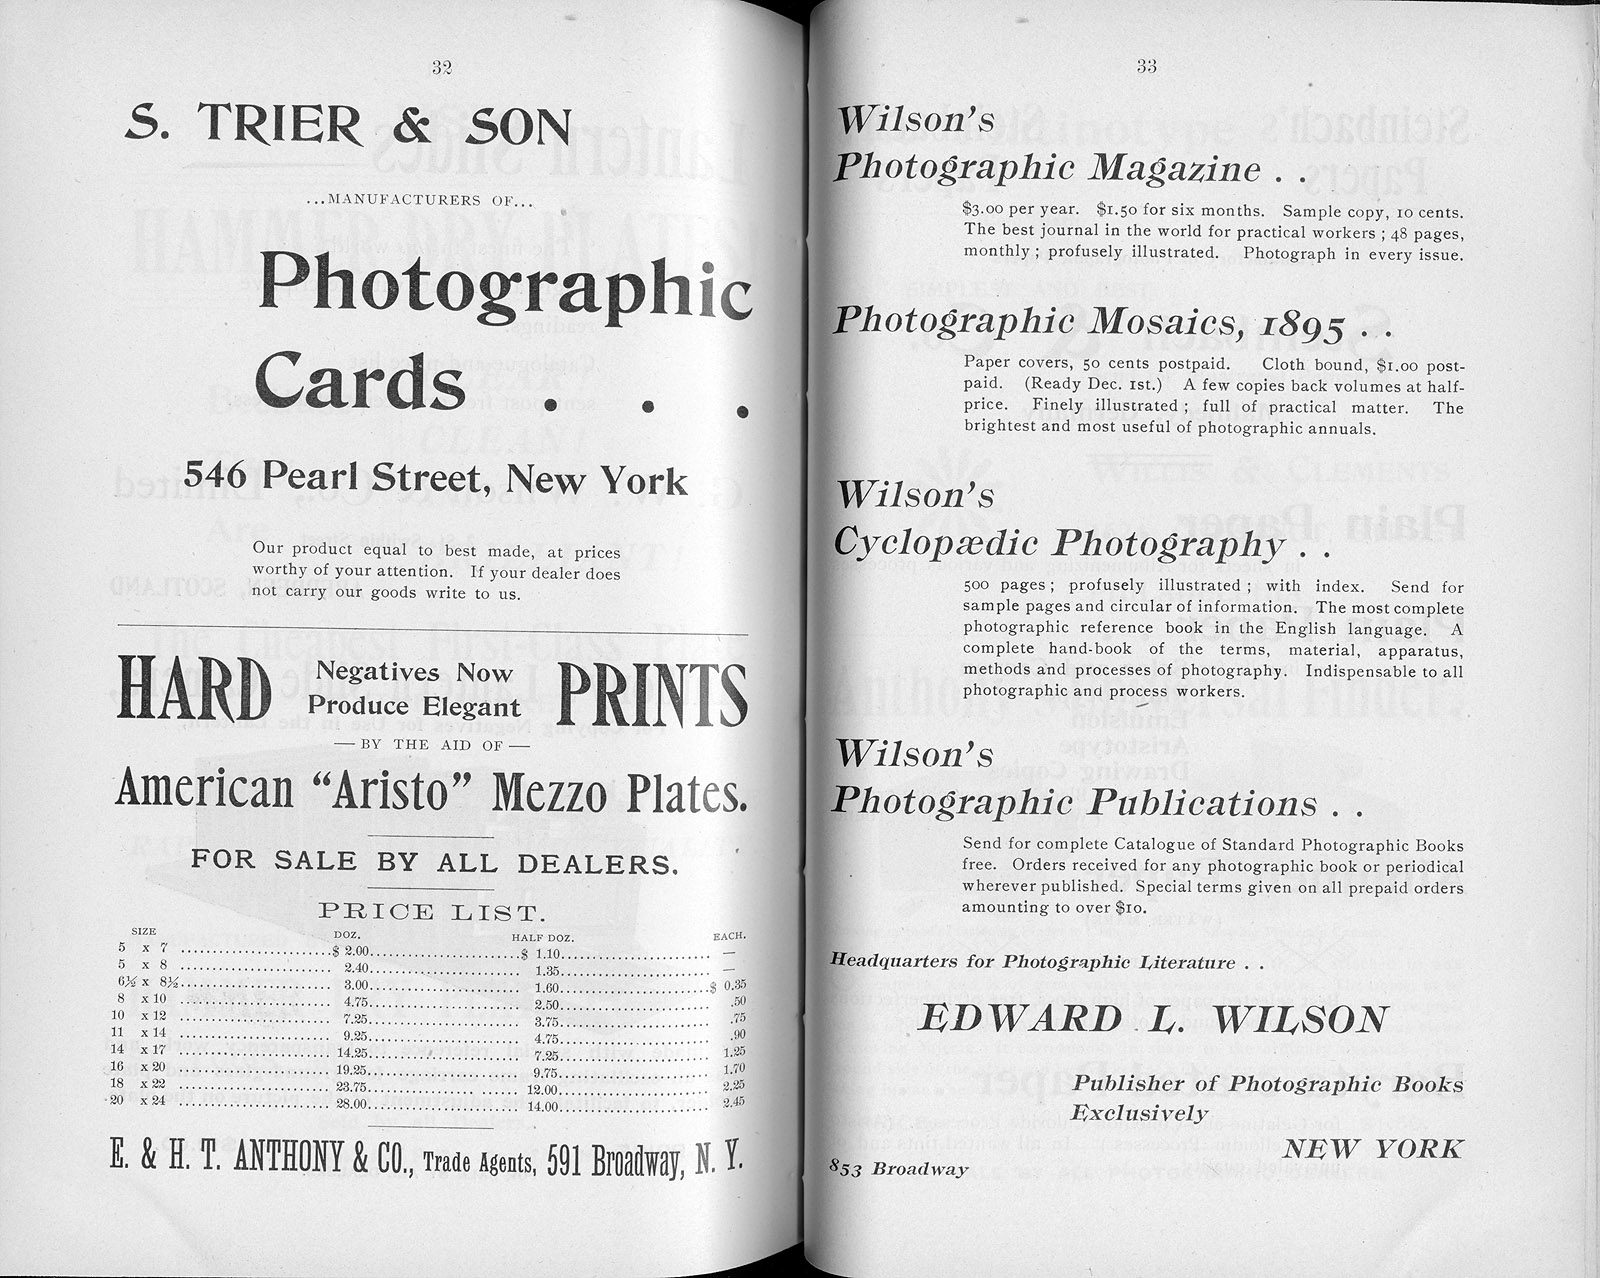 32
S. TRIER & SON
...MANUFACTURERS OF...
Photographic
Cards . . .
546 Pearl Street, New York
Our product equal to best made, at prices
worthy of your attention. If your dealer does
not carry our goods write to us.
HARD Negatives Now Produce Elegant PRINTS
— BY THE AID OF —
American “Aristo” Mezzo Plates.
FOR SALE BY ALL DEALERS.
PRICE LIST.
SIZE DOZ. HALF DOZ. EACH.
5 x 7 ........ $ 2.00 ........ $ 1.10 ........ —
5 x 8 ........ 2.40 ........ 1.35 ........ —
6½ x 8½ ........ 3.00 ........ 1.60 ........ $ 0.35
8 x 10 ........ 4.75 ........ 2.50 ........ .50
10 x 12 ........ 7.25 ........ 3.75 ........ .75
11 x 14 ........ 9.25 ........ 4.75 ........ .90
14 x 17 ........ 14.25 ........ 7.25 ........ 1.25
16 x 20 ........ 19.25 ........ 9.75 ........ 1.70
18 x 22 ........ 23.75 ........ 12.00 ........ 2.25
20 x 24 ........ 28.00 ........ 14.00 ........ 2.45
E. & H. T. ANTHONY & CO., Trade Agents, 591 Broadway, N. Y.
33
Wilson's
Photographic Magazine . .
$3.00 per year. $1.50 for six months. Sample copy, 10 cents.
The best journal in the world for practical workers ; 48 pages,
monthly ; profusely illustrated. Photograph in every issue.
Photographic Mosaics, 1895 . .
Paper covers, 50 cents postpaid. Cloth bound, $1.00 post-
paid. (Ready Dec. 1st.) A few copies back volumes at half-
price. Finely illustrated ; full of practical matter. The
brightest and most useful of photographic annuals.
Wilson's
Cyclopædic Photography . .
500 pages ; profusely illustrated ; with index. Send for
sample pages and circular of information. The most complete
photographic reference book in the English language. A
complete hand-book of the terms, material, apparatus,
methods and processes of photography. Indispensable to all
photographic and process workers.
Wilson's
Photographic Publications . .
Send for complete Catalogue of Standard Photographic Books
free. Orders received for any photographic book or periodical
wherever published. Special terms given on all prepaid orders
amounting to over $10.
Headquarters for Photographic Literature . .
EDWARD L. WILSON
Publisher of Photographic Books
Exclusively
NEW YORK
853 Broadway